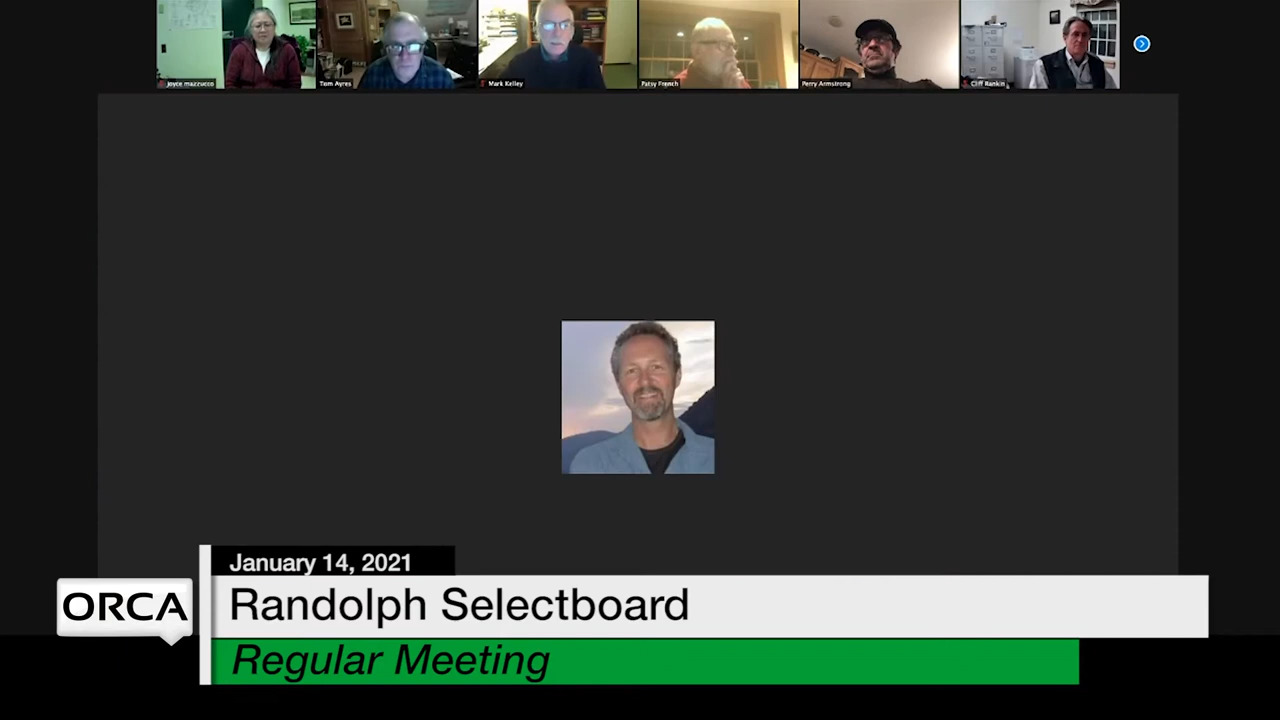 joyce mazzucco
Tom Ayres
Mark Kelley
Patsy French
Perry Armstrong
Cliff Rankin
January 14, 2021
ORCA
Randolph Selectboard
Regular Meeting